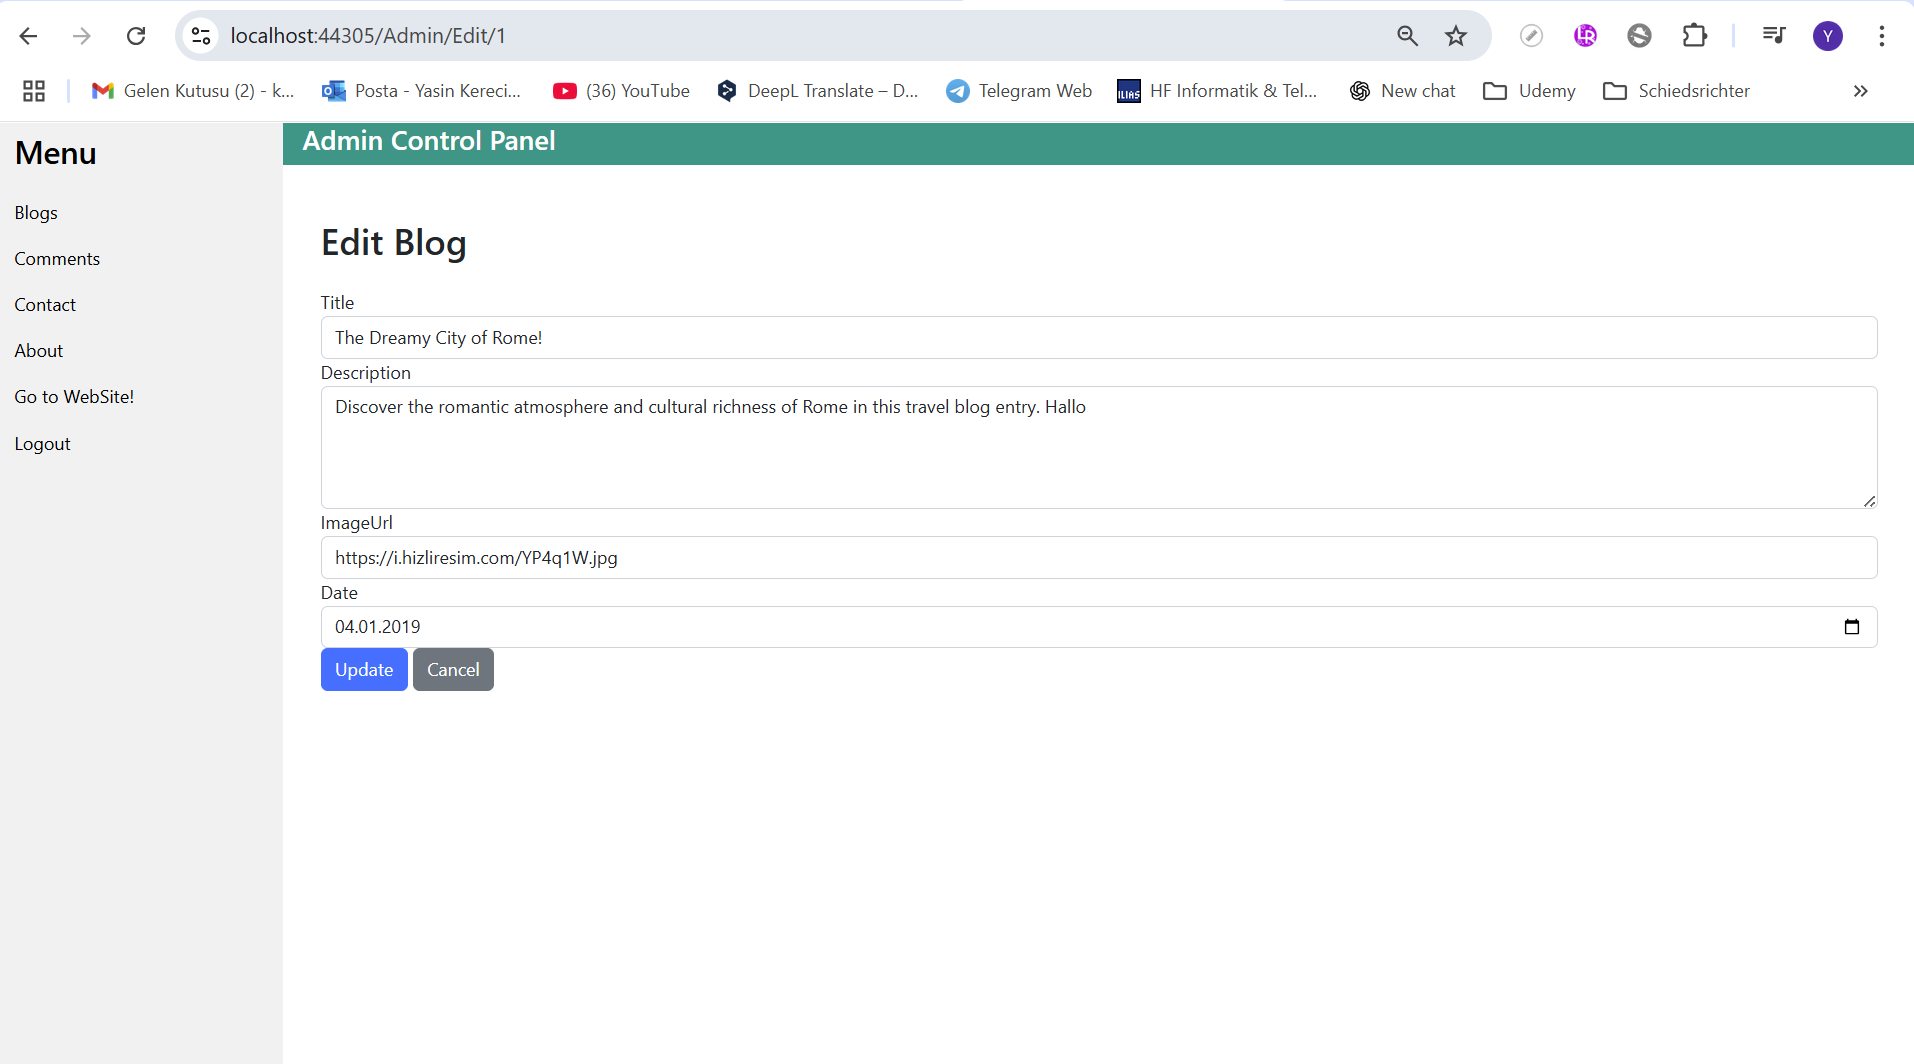 localhost:44305/Admin/Edit/1
Y
Gelen Kutusu (2) - k...
Posta - Yasin Kereci...
(36) YouTube
DeepL Translate – D...
Telegram Web
ILIAS
HF Informatik & Tel...
New chat
Udemy
Schiedsrichter
Menu
Blogs
Comments
Contact
About
Go to WebSite!
Logout
Admin Control Panel
Edit Blog
Title
The Dreamy City of Rome!
Description
Discover the romantic atmosphere and cultural richness of Rome in this travel blog entry. Hallo
ImageUrl
https://i.hizliresim.com/YP4q1W.jpg
Date
04.01.2019
Update
Cancel